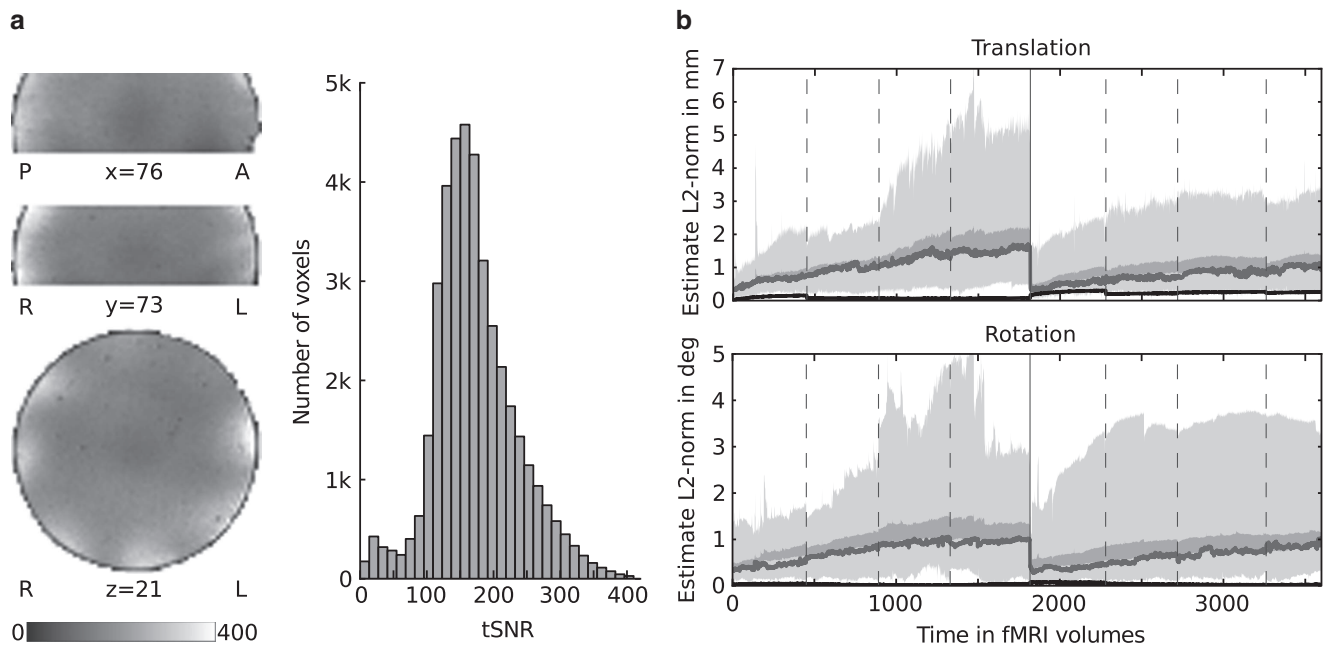 a
P x=76 A
R y=73 L
R z=21 L
0 400
Number of voxels
5k
4k
3k
2k
1k
0
0 100 200 300 400
tSNR
b
Translation
Estimate L2-norm in mm
7
6
5
4
3
2
1
0
Rotation
Estimate L2-norm in deg
5
4
3
2
1
0
0 1000 2000 3000
Time in fMRI volumes